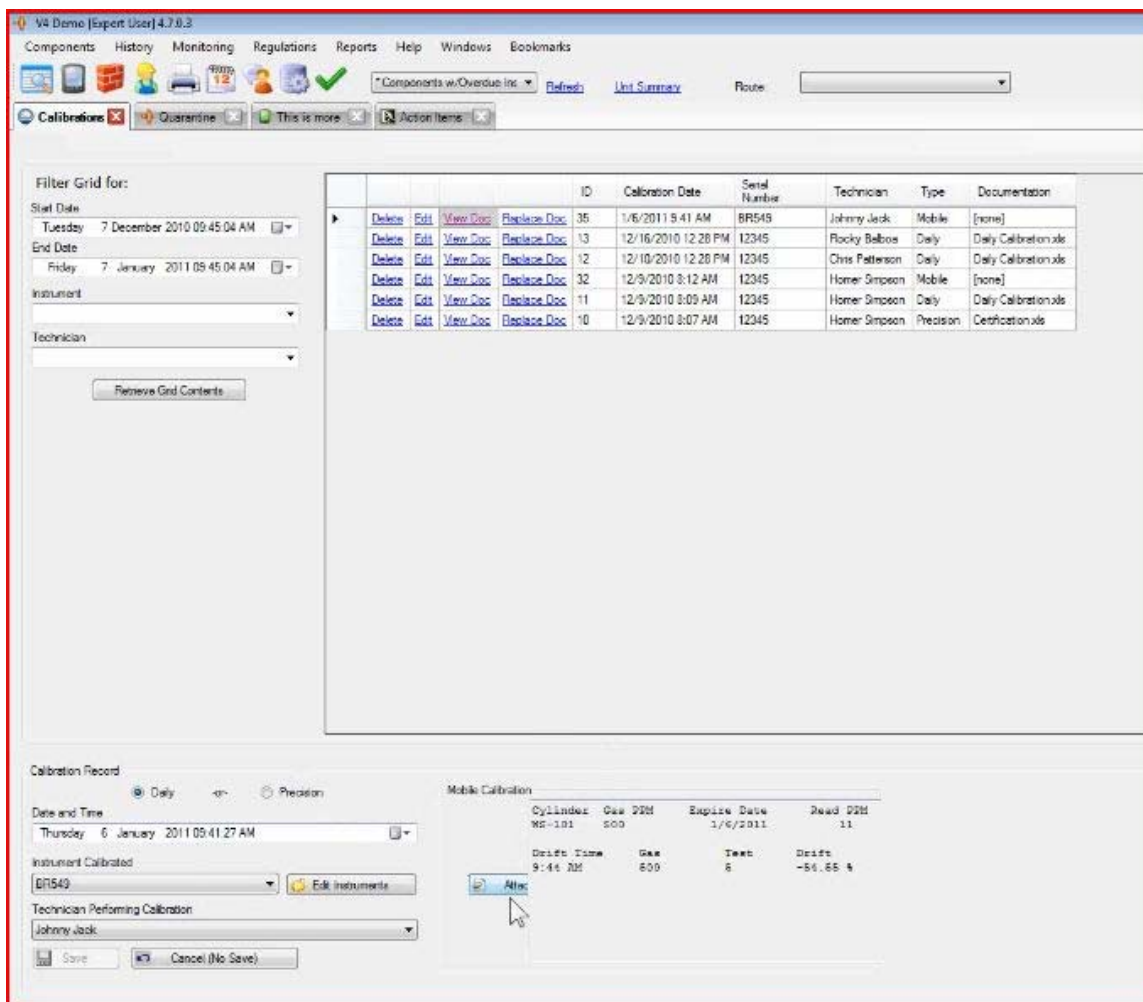 V4 Demo [Expert User] 4.7.0.3
Components History Monitoring Regulations Reports Help Windows Bookmarks
12 *Components w/Overdue Ins Refresh Unit Summary Route
Calibrations Quarantine This is more Action Items
Filter Grid for:
Start Date
Tuesday 7 December 2010 09:45:04 AM
End Date
Friday 7 January 2011 09:45:04 AM
Instrument
Technician
Retrieve Grid Contents
ID Calibration Date Serial Number Technician Type Documentation
Delete Edit View Doc Replace Doc 35 1/6/2011 9:41 AM BR549 Johnny Jack Mobile [none]
Delete Edit View Doc Replace Doc 13 12/16/2010 12:28 PM 12345 Rocky Balboa Daily Daily Calibration.xls
Delete Edit View Doc Replace Doc 12 12/10/2010 12:28 PM 12345 Chris Patterson Daily Daily Calibration.xls
Delete Edit View Doc Replace Doc 32 12/9/2010 8:12 AM 12345 Homer Simpson Mobile [none]
Delete Edit View Doc Replace Doc 11 12/9/2010 8:09 AM 12345 Homer Simpson Daily Daily Calibration.xls
Delete Edit View Doc Replace Doc 10 12/9/2010 8:07 AM 12345 Homer Simpson Precision Certification.xls
Calibration Record
Daily -or- Precision
Date and Time
Thursday 6 January 2011 09:41:27 AM
Instrument Calibrated
BR549 Edit Instruments
Technician Performing Calibration
Johnny Jack
Save Cancel (No Save)
Mobile Calibration
Cylinder Gas PPM Expire Date Read PPM
500 1/6/2011 11
Drift Time Gas Test Drift
9:44 AM
Attac